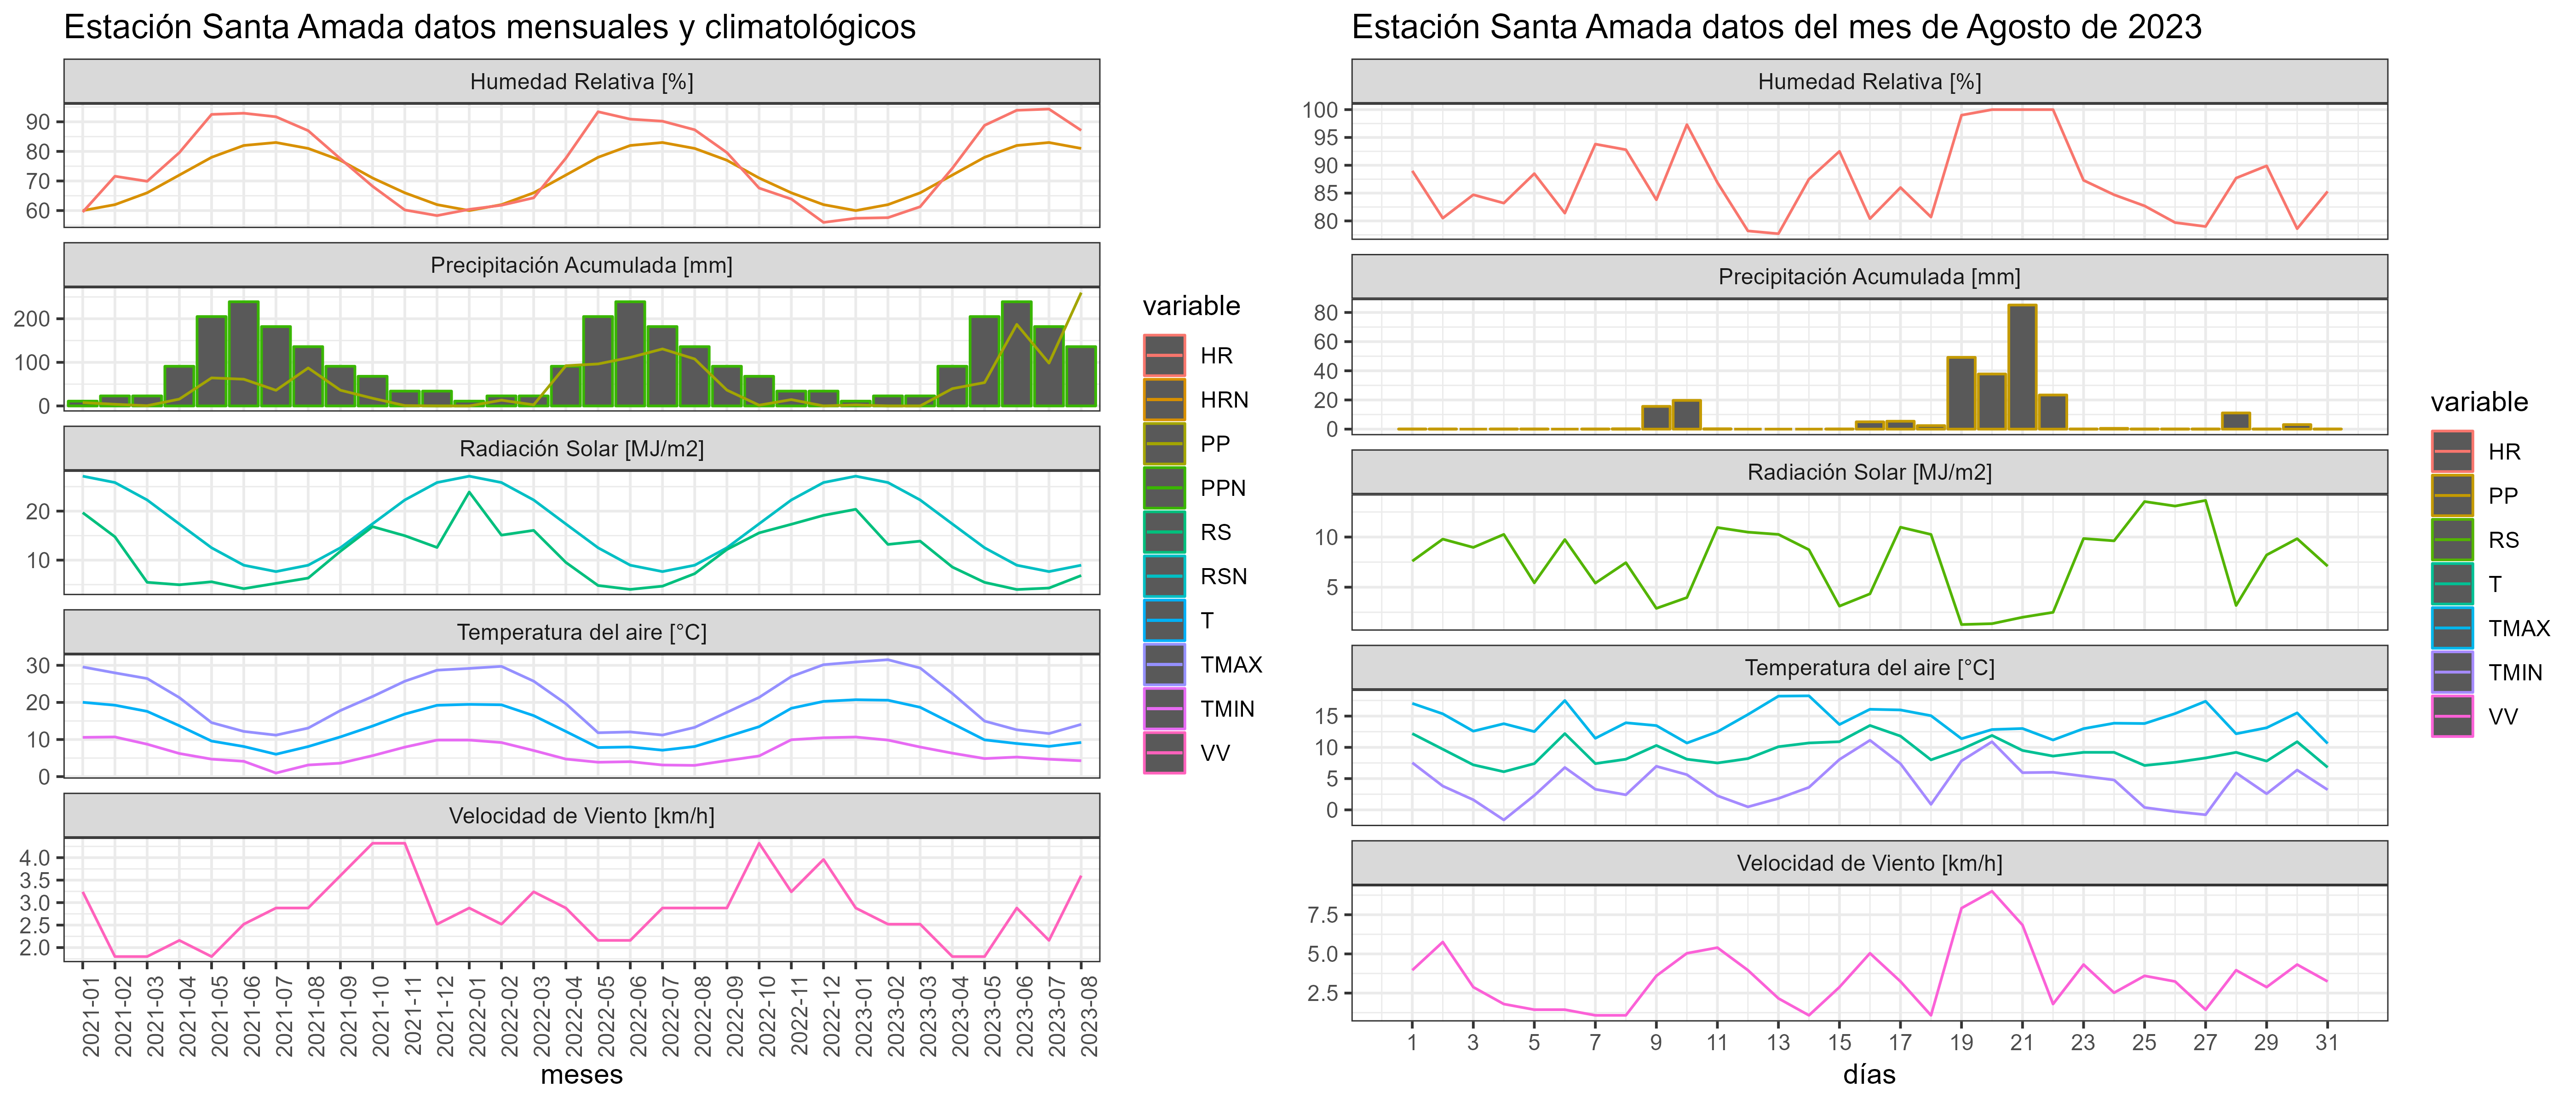 Estación Santa Amada datos mensuales y climatológicos
Humedad Relativa [%]
90
80
70
60
Precipitación Acumulada [mm]
200
100
0
Radiación Solar [MJ/m2]
20
10
Temperatura del aire [°C]
30
20
10
0
Velocidad de Viento [km/h]
4.0
3.5
3.0
2.5
2.0
2021-01
2021-02
2021-03
2021-04
2021-05
2021-06
2021-07
2021-08
2021-09
2021-10
2021-11
2021-12
2022-01
2022-02
2022-03
2022-04
2022-05
2022-06
2022-07
2022-08
2022-09
2022-10
2022-11
2022-12
2023-01
2023-02
2023-03
2023-04
2023-05
2023-06
2023-07
2023-08
meses
variable
HR
HRN
PP
PPN
RS
RSN
T
TMAX
TMIN
VV
Estación Santa Amada datos del mes de Agosto de 2023
Humedad Relativa [%]
100
95
90
85
80
Precipitación Acumulada [mm]
80
60
40
20
0
Radiación Solar [MJ/m2]
10
5
Temperatura del aire [°C]
15
10
5
0
Velocidad de Viento [km/h]
7.5
5.0
2.5
1 3 5 7 9 11 13 15 17 19 21 23 25 27 29 31
días
variable
HR
PP
RS
T
TMAX
TMIN
VV